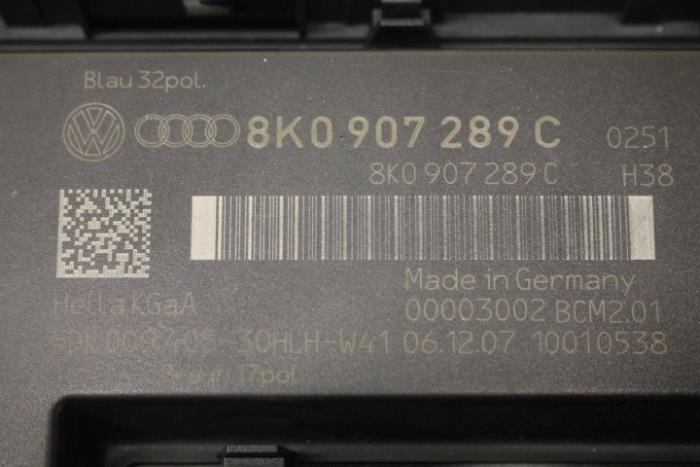 Blau 32pol.
8K0 907 289 C 0251
8K0 907 289 C H38
Made in Germany
Hella KGaA 00003002 BCM2.01
30HLH-W41 06.12.07 10010538
17pol.